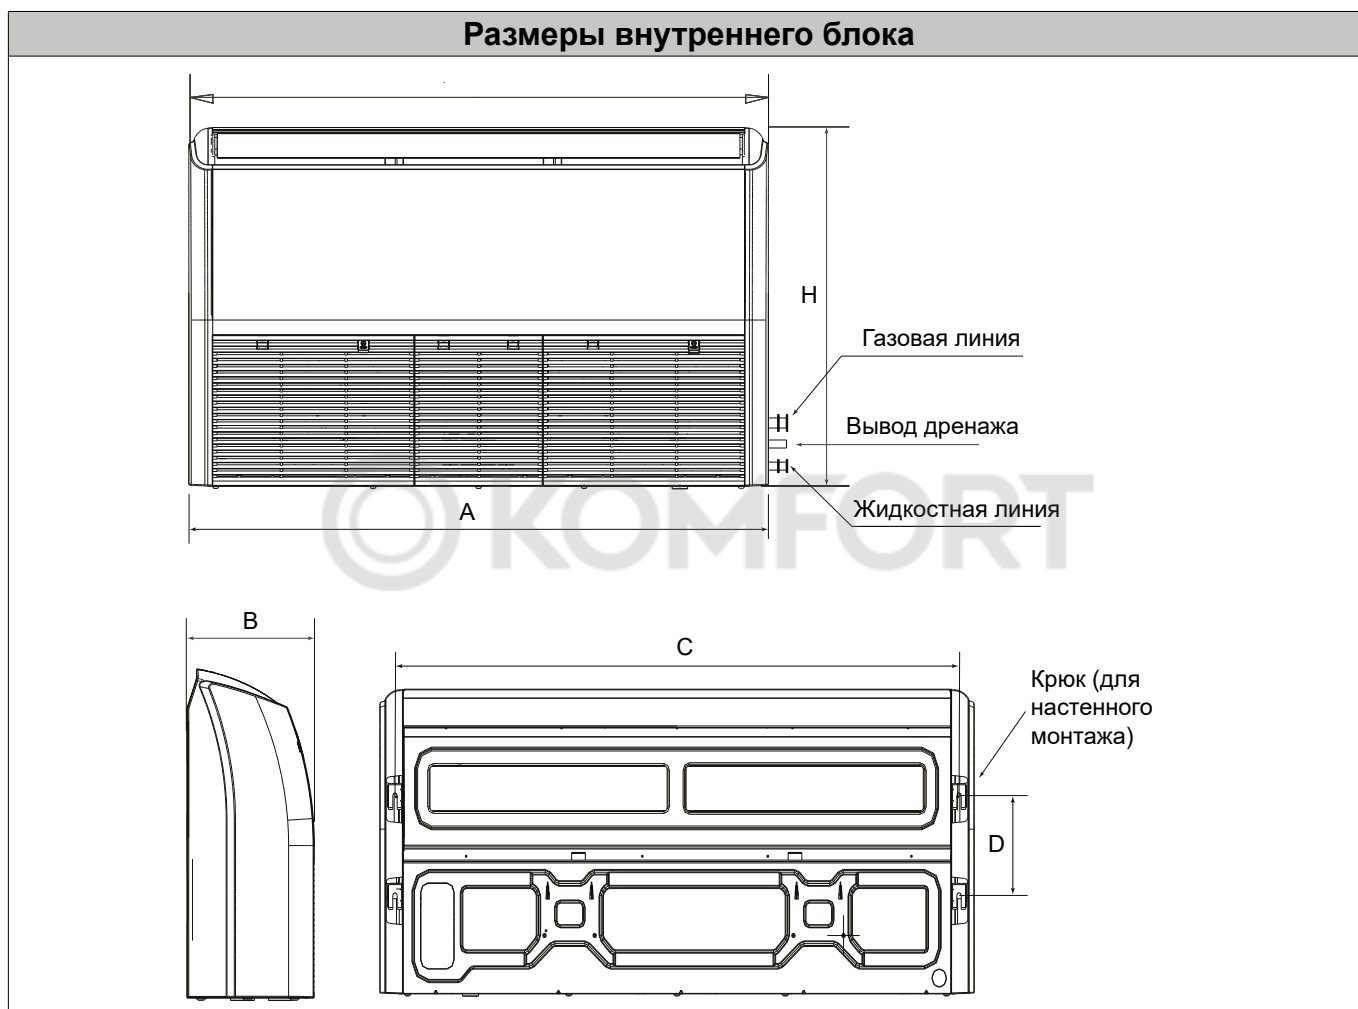 Размеры внутреннего блока
H
Газовая линия
Вывод дренажа
Жидкостная линия
A
KOMFORT
B
C
Крюк (для
настенного
монтажа)
D